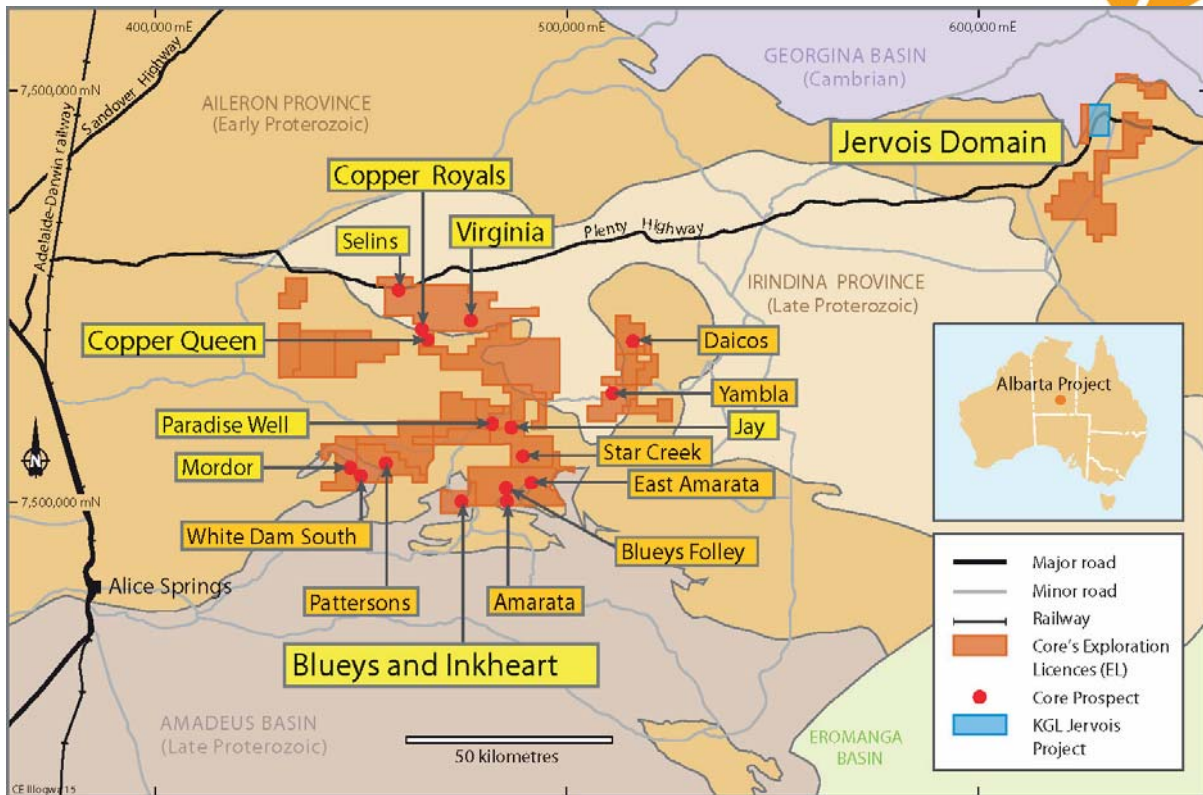 400,000 mE
500,000 mE
600,000 mE
GEORGINA BASIN
(Cambrian)
7,500,000 mN
Sandover Highway
AILERON PROVINCE
(Early Proterozoic)
Adelaide-Darwin railway
Jervois Domain
Copper Royals
Selins
Virginia
Plenty Highway
IRINDINA PROVINCE
(Late Proterozoic)
Copper Queen
Daicos
Yambla
Albarta Project
Paradise Well
Jay
Mordor
Star Creek
N
East Amarata
7,500,000 mN
White Dam South
Blueys Folley
Alice Springs
Pattersons
Amarata
Blueys and Inkheart
AMADEUS BASIN
(Late Proterozoic)
50 kilometres
EROMANGA
BASIN
Major road
Minor road
Railway
Core's Exploration
Licences (EL)
Core Prospect
KGL Jervois
Project
CE Illogwa 15